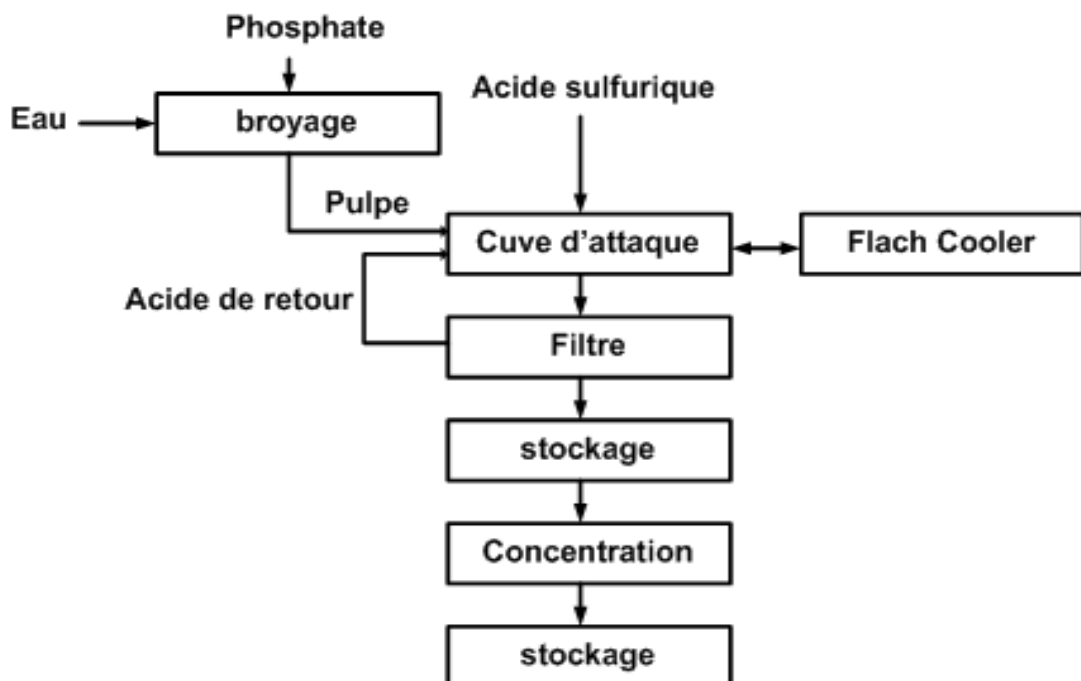 Phosphate
Eau
broyage
Acide sulfurique
Pulpe
Cuve d'attaque
Flach Cooler
Acide de retour
Filtre
stockage
Concentration
stockage